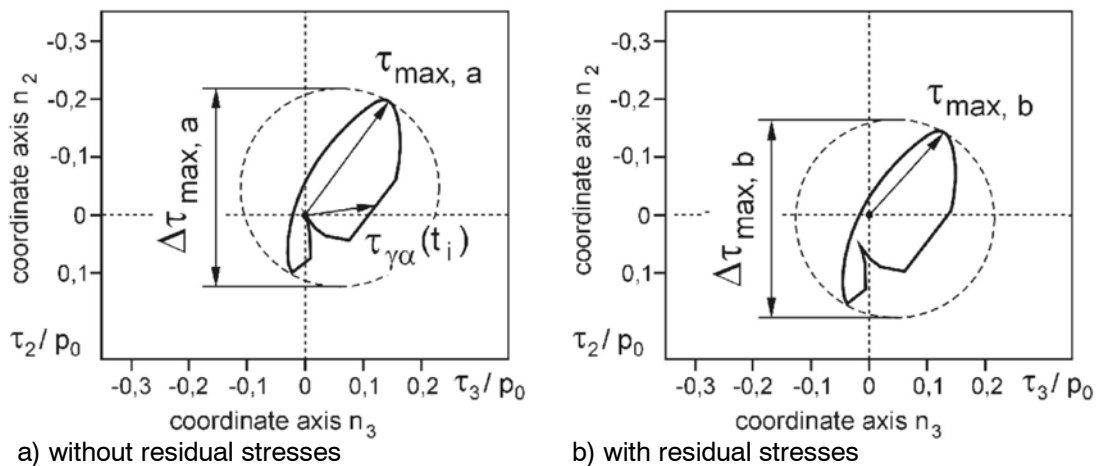 -0,3
-0,2
-0,1
0
0,1
coordinate axis n2
τ2/p0
Δτmax, a
τmax, a
τγα(ti)
-0,3 -0,2 -0,1 0 0,1 0,2 τ3/p0
coordinate axis n3
a) without residual stresses
-0,3
-0,2
-0,1
0
0,1
coordinate axis n2
τ2/p0
Δτmax, b
τmax, b
-0,3 -0,2 -0,1 0 0,1 0,2 τ3/p0
coordinate axis n3
b) with residual stresses